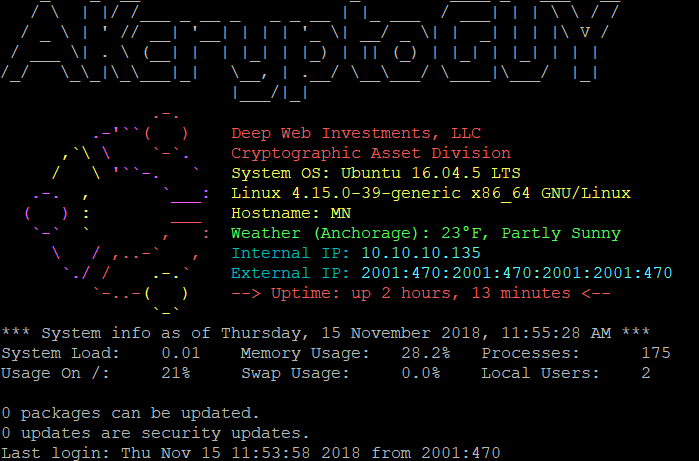 AKcryptoGUY
Deep Web Investments, LLC
Cryptographic Asset Division
System OS: Ubuntu 16.04.5 LTS
Linux 4.15.0-39-generic x86_64 GNU/Linux
Hostname: MN
Weather (Anchorage): 23°F, Partly Sunny
Internal IP: 10.10.10.135
External IP: 2001:470:2001:2001:2001:470
--> Uptime: up 2 hours, 13 minutes <--
*** System info as of Thursday, 15 November 2018, 11:55:28 AM ***
System Load: 0.01 Memory Usage: 28.2% Processes: 175
Usage On /: 21% Swap Usage: 0.0% Local Users: 2
0 packages can be updated.
0 updates are security updates.
Last login: Thu Nov 15 11:53:58 2018 from 2001:470